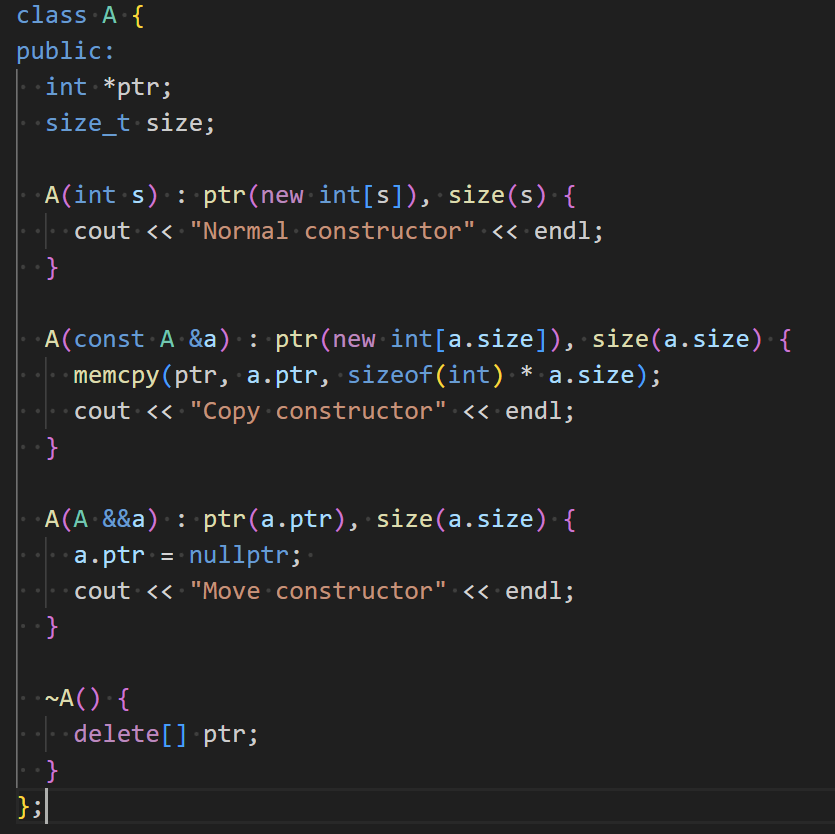 class A {
public:
  int *ptr;
  size_t size;

  A(int s) : ptr(new int[s]), size(s) {
    cout << "Normal constructor" << endl;
  }

  A(const A &a) : ptr(new int[a.size]), size(a.size) {
    memcpy(ptr, a.ptr, sizeof(int) * a.size);
    cout << "Copy constructor" << endl;
  }

  A(A &&a) : ptr(a.ptr), size(a.size) {
    a.ptr = nullptr;
    cout << "Move constructor" << endl;
  }

  ~A() {
    delete[] ptr;
  }
};